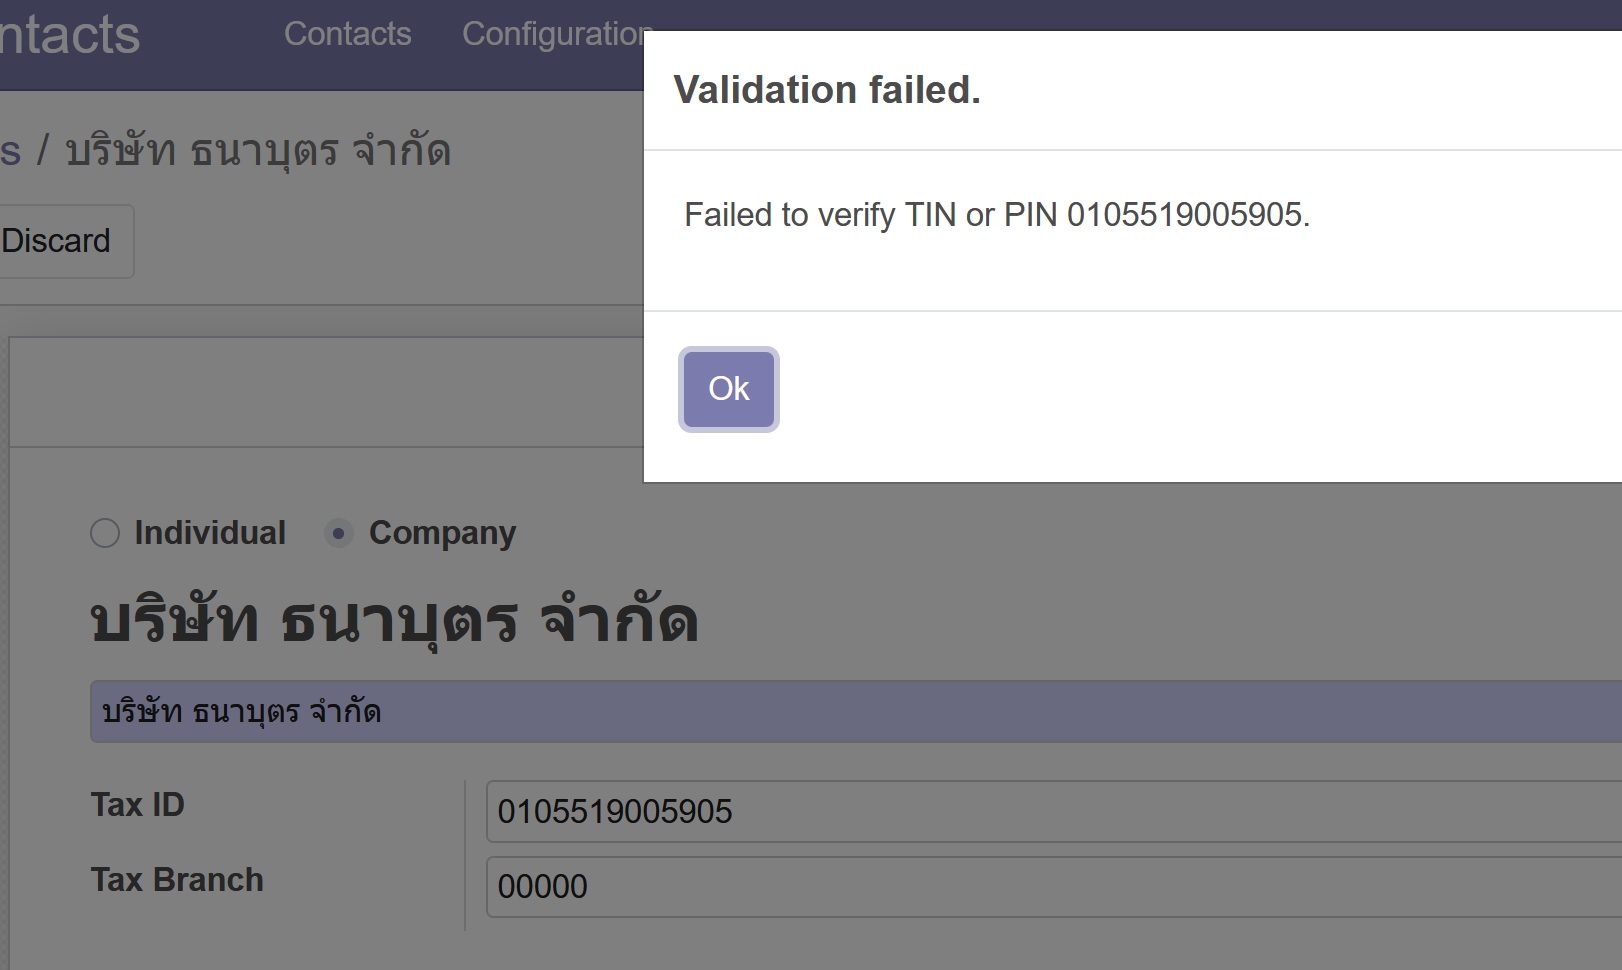 ntacts
Contacts
Configuration
Validation failed.
s / บริษัท ธนาบุตร จำกัด
Failed to verify TIN or PIN 0105519005905.
Discard
Ok
Individual
Company
บริษัท ธนาบุตร จำกัด
บริษัท ธนาบุตร จำกัด
Tax ID
0105519005905
Tax Branch
00000